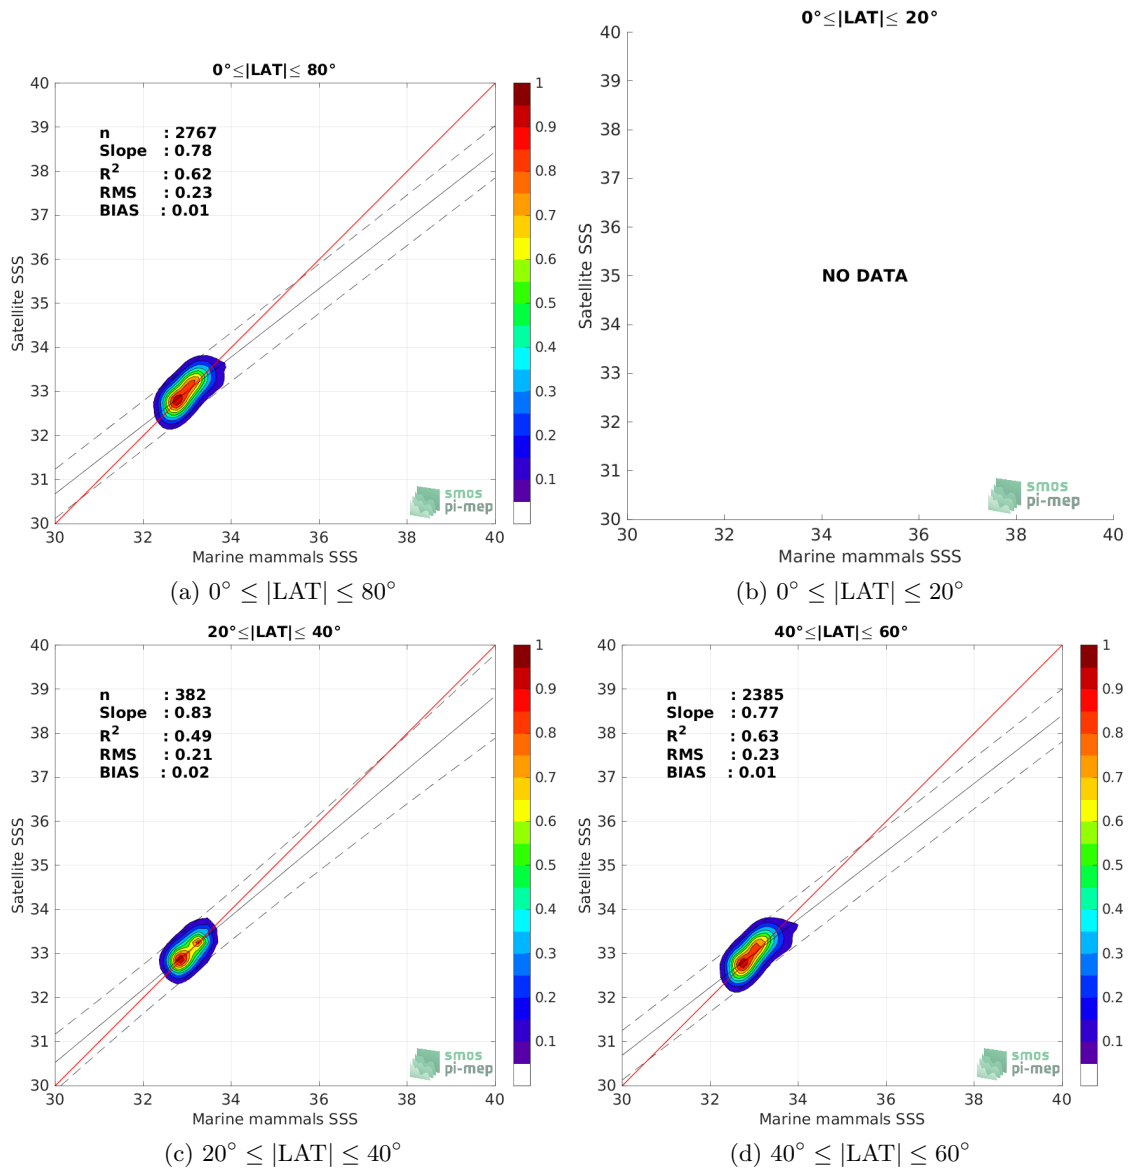 0°≤|LAT|≤ 80°
40
39
38
37
36
35
34
33
32
31
30
Satellite SSS
n : 2767
Slope : 0.78
R² : 0.62
RMS : 0.23
BIAS : 0.01
smos
pi-mep
30 32 34 36 38 40
Marine mammals SSS
1
0.9
0.8
0.7
0.6
0.5
0.4
0.3
0.2
0.1
(a) 0° ≤ |LAT| ≤ 80°
0°≤|LAT|≤ 20°
40
39
38
37
36
35
34
33
32
31
30
Satellite SSS
NO DATA
smos
pi-mep
30 32 34 36 38 40
Marine mammals SSS
(b) 0° ≤ |LAT| ≤ 20°
20°≤|LAT|≤ 40°
40
39
38
37
36
35
34
33
32
31
30
Satellite SSS
n : 382
Slope : 0.83
R² : 0.49
RMS : 0.21
BIAS : 0.02
smos
pi-mep
30 32 34 36 38 40
Marine mammals SSS
1
0.9
0.8
0.7
0.6
0.5
0.4
0.3
0.2
0.1
(c) 20° ≤ |LAT| ≤ 40°
40°≤|LAT|≤ 60°
40
39
38
37
36
35
34
33
32
31
30
Satellite SSS
n : 2385
Slope : 0.77
R² : 0.63
RMS : 0.23
BIAS : 0.01
smos
pi-mep
30 32 34 36 38 40
Marine mammals SSS
1
0.9
0.8
0.7
0.6
0.5
0.4
0.3
0.2
0.1
(d) 40° ≤ |LAT| ≤ 60°